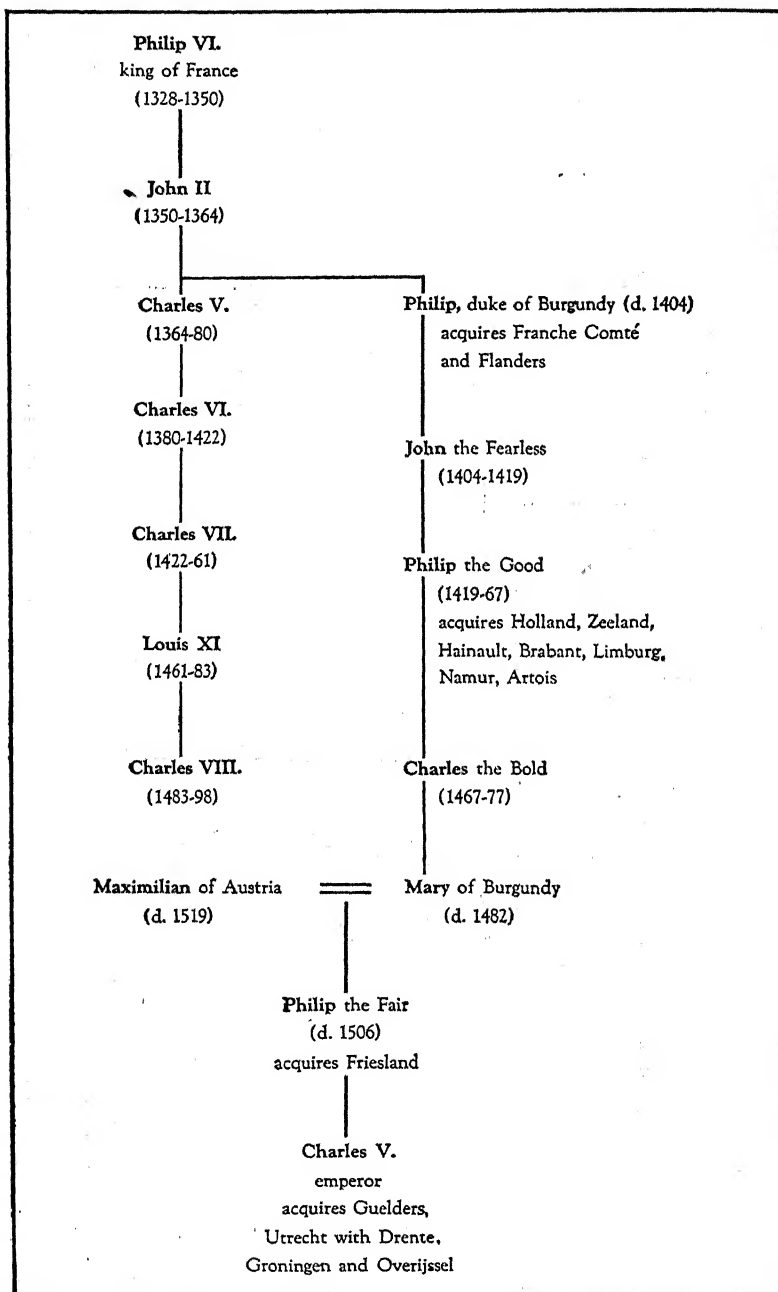 Philip VI.
king of France
(1328-1350)
John II
(1350-1364)
Charles V.
(1364-80)
Philip, duke of Burgundy (d. 1404)
acquires Franche Comté
and Flanders
Charles VI.
(1380-1422)
John the Fearless
(1404-1419)
Charles VII.
(1422-61)
Philip the Good
(1419-67)
acquires Holland, Zeeland,
Hainault, Brabant, Limburg,
Namur, Artois
Louis XI
(1461-83)
Charles VIII.
(1483-98)
Charles the Bold
(1467-77)
Maximilian of Austria
(d. 1519)
Mary of Burgundy
(d. 1482)
Philip the Fair
(d. 1506)
acquires Friesland
Charles V.
emperor
acquires Guelders,
Utrecht with Drente,
Groningen and Overijssel